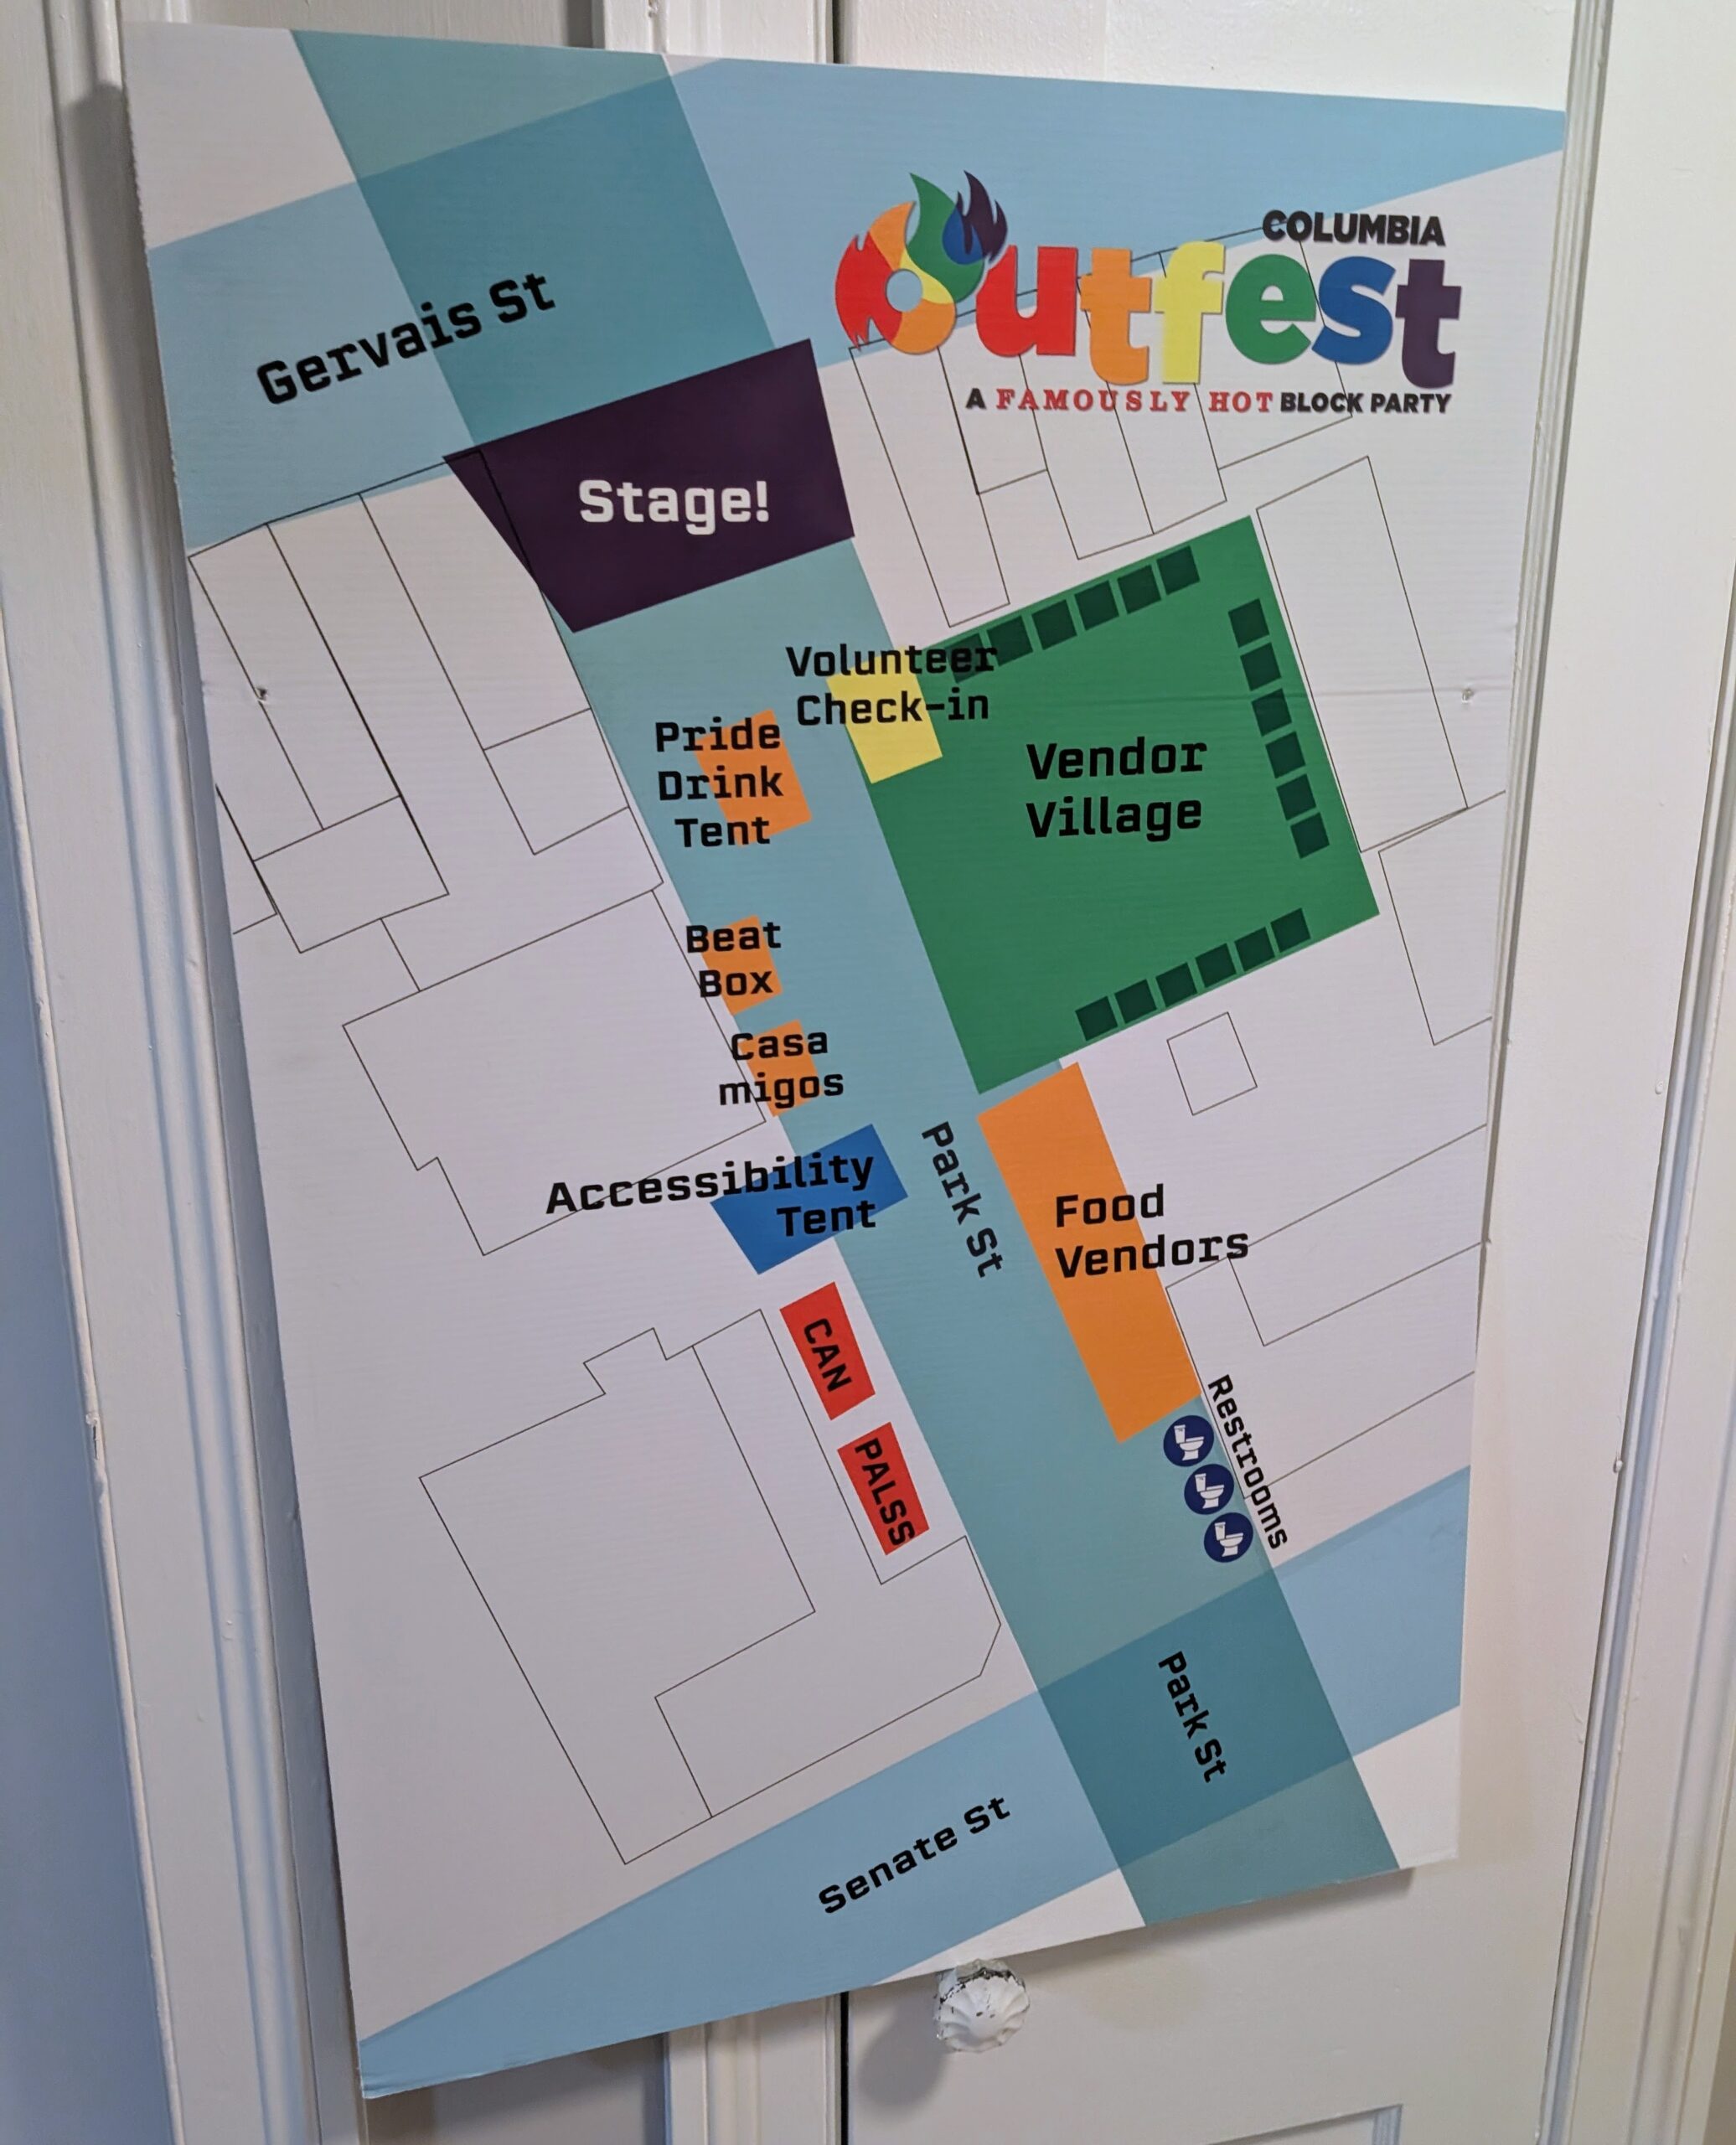 COLUMBIA
Outfest
A FAMOUSLY HOT BLOCK PARTY
Gervais St
Stage!
Volunteer
Check-in
Pride
Drink
Tent
Vendor
Village
Beat
Box
Casa
migos
Accessibility
Tent
Park St
Food
Vendors
CAN
PALSS
Restrooms
Park St
Senate St